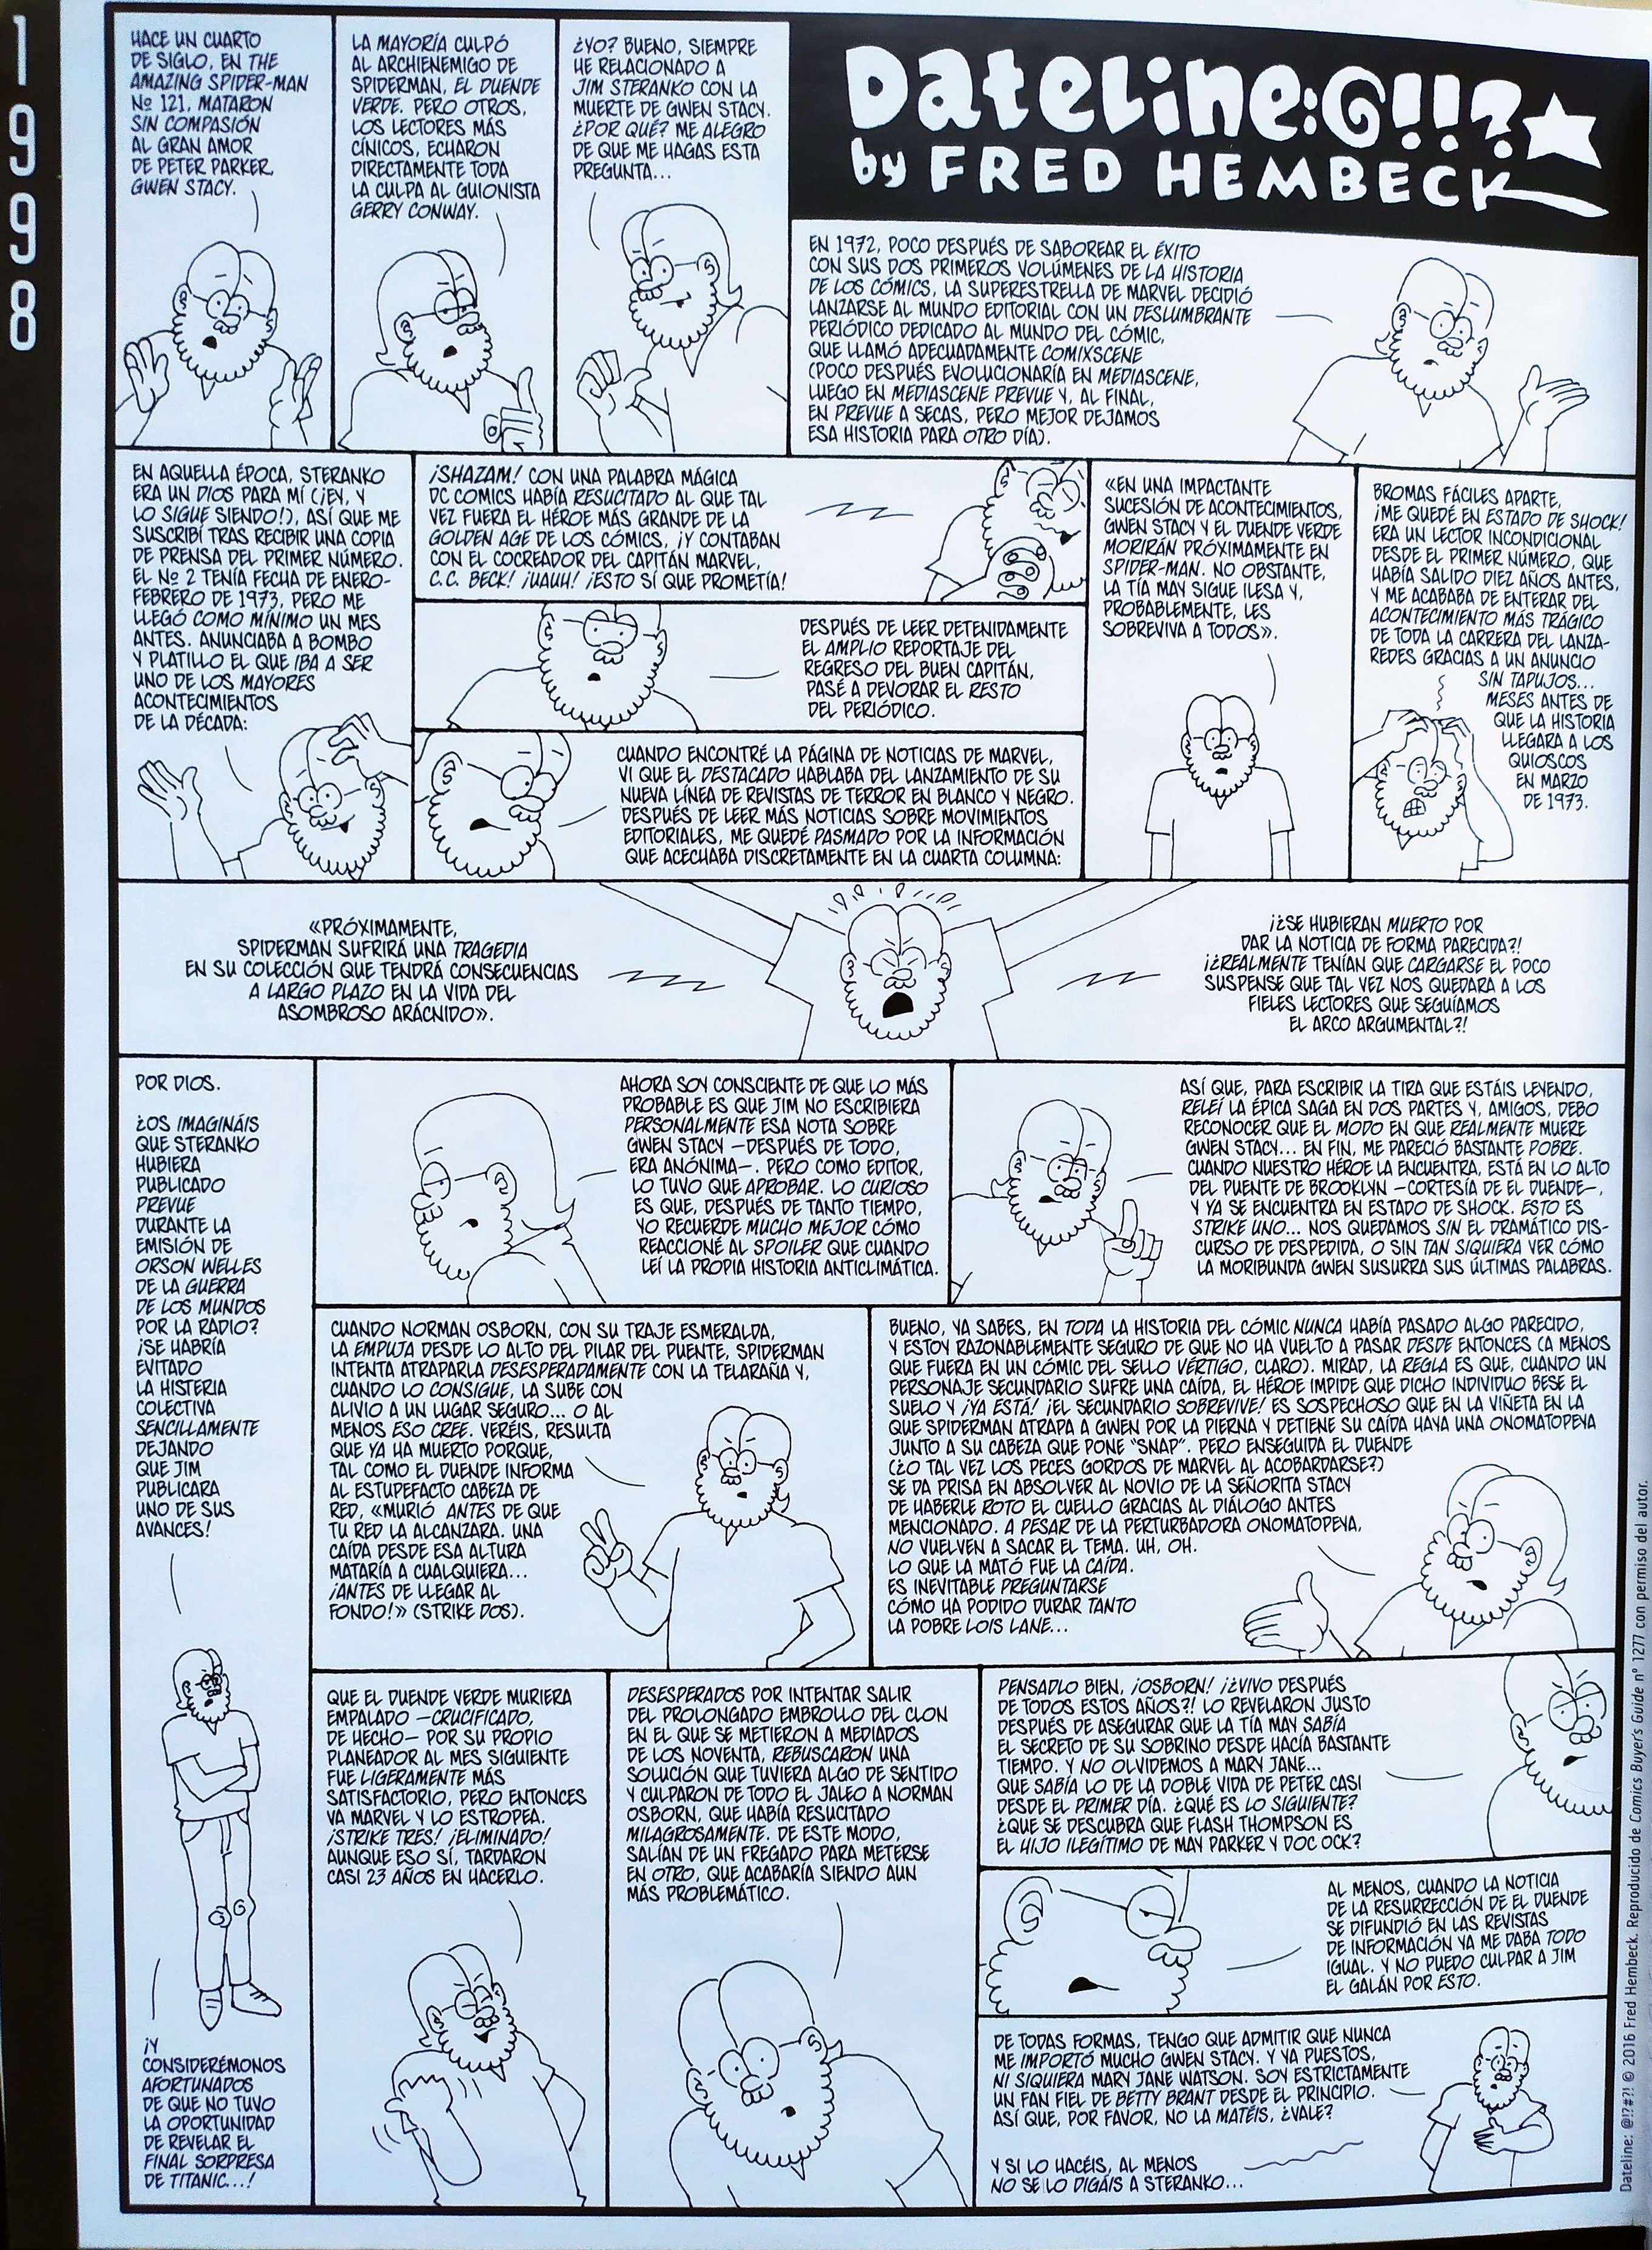 1998
HACE UN CUARTO
DE SIGLO, EN THE
AMAZING SPIDER-MAN
Nº 121, MATARON
SIN COMPASIÓN
AL GRAN AMOR
DE PETER PARKER,
GWEN STACY.
LA MAYORÍA CULPÓ
AL ARCHIENEMIGO DE
SPIDERMAN, EL DUENDE
VERDE. PERO OTROS,
LOS LECTORES MÁS
CÍNICOS, ECHARON
DIRECTAMENTE TODA
LA CULPA AL GUIONISTA
GERRY CONWAY.
¿YO? BUENO, SIEMPRE
HE RELACIONADO A
JIM STERANKO CON LA
MUERTE DE GWEN STACY.
¿POR QUÉ? ME ALEGRO
DE QUE ME HAGAS ESTA
PREGUNTA...
Dateline:@!!?
by FRED HEMBECK
EN 1972, POCO DESPUÉS DE SABOREAR EL ÉXITO
CON SUS DOS PRIMEROS VOLÚMENES DE LA HISTORIA
DE LOS CÓMICS, LA SUPERESTRELLA DE MARVEL DECIDIÓ
LANZARSE AL MUNDO EDITORIAL CON UN DESLUMBRANTE
PERIÓDICO DEDICADO AL MUNDO DEL CÓMIC,
QUE LLAMÓ ADECUADAMENTE COMIXSCENE
(POCO DESPUÉS EVOLUCIONARÍA EN MEDIASCENE,
LUEGO EN MEDIASCENE PREVUE Y, AL FINAL,
EN PREVUE A SECAS, PERO MEJOR DEJAMOS
ESA HISTORIA PARA OTRO DÍA).
EN AQUELLA ÉPOCA, STERANKO
ERA UN DIOS PARA MÍ (¡EY, Y
LO SIGUE SIENDO!), ASÍ QUE ME
SUSCRIBÍ TRAS RECIBIR UNA COPIA
DE PRENSA DEL PRIMER NÚMERO.
EL Nº 2 TENÍA FECHA DE ENERO-
FEBRERO DE 1973, PERO ME
LLEGÓ COMO MÍNIMO UN MES
ANTES. ANUNCIABA A BOMBO
Y PLATILLO EL QUE IBA A SER
UNO DE LOS MAYORES
ACONTECIMIENTOS
DE LA DÉCADA:
¡SHAZAM! CON UNA PALABRA MÁGICA
DC COMICS HABÍA RESUCITADO AL QUE TAL
VEZ FUERA EL HÉROE MÁS GRANDE DE LA
GOLDEN AGE DE LOS CÓMICS, ¡Y CONTABAN
CON EL COCREADOR DEL CAPITÁN MARVEL,
C.C. BECK! ¡UAUH! ¡ESTO SÍ QUE PROMETÍA!
DESPUÉS DE LEER DETENIDAMENTE
EL AMPLIO REPORTAJE DEL
REGRESO DEL BUEN CAPITÁN,
PASÉ A DEVORAR EL RESTO
DEL PERIÓDICO.
CUANDO ENCONTRÉ LA PÁGINA DE NOTICIAS DE MARVEL,
VI QUE EL DESTACADO HABLABA DEL LANZAMIENTO DE SU
NUEVA LÍNEA DE REVISTAS DE TERROR EN BLANCO Y NEGRO.
DESPUÉS DE LEER MÁS NOTICIAS SOBRE MOVIMIENTOS
EDITORIALES, ME QUEDÉ PASMADO POR LA INFORMACIÓN
QUE ACECHABA DISCRETAMENTE EN LA CUARTA COLUMNA:
«EN UNA IMPACTANTE
SUCESIÓN DE ACONTECIMIENTOS,
GWEN STACY Y EL DUENDE VERDE
MORIRÁN PRÓXIMAMENTE EN
SPIDER-MAN. NO OBSTANTE,
LA TÍA MAY SIGUE ILESA Y,
PROBABLEMENTE, LES
SOBREVIVA A TODOS».
BROMAS FÁCILES APARTE,
¡ME QUEDÉ EN ESTADO DE SHOCK!
ERA UN LECTOR INCONDICIONAL
DESDE EL PRIMER NÚMERO, QUE
HABÍA SALIDO DIEZ AÑOS ANTES,
Y ME ACABABA DE ENTERAR DEL
ACONTECIMIENTO MÁS TRÁGICO
DE TODA LA CARRERA DEL LANZA-
REDES GRACIAS A UN ANUNCIO
SIN TAPUJOS...
MESES ANTES DE
QUE LA HISTORIA
LLEGARA A LOS
QUIOSCOS
EN MARZO
DE 1973.
«PRÓXIMAMENTE,
SPIDERMAN SUFRIRÁ UNA TRAGEDIA
EN SU COLECCIÓN QUE TENDRÁ CONSECUENCIAS
A LARGO PLAZO EN LA VIDA DEL
ASOMBROSO ARÁCNIDO».
¡¿SE HUBIERAN MUERTO POR
DAR LA NOTICIA DE FORMA PARECIDA?!
¡¿REALMENTE TENÍAN QUE CARGARSE EL POCO
SUSPENSE QUE TAL VEZ NOS QUEDARA A LOS
FIELES LECTORES QUE SEGUÍAMOS
EL ARCO ARGUMENTAL?!
POR DIOS.
¿OS IMAGINÁIS
QUE STERANKO
HUBIERA
PUBLICADO
PREVUE
DURANTE LA
EMISIÓN DE
ORSON WELLES
DE LA GUERRA
DE LOS MUNDOS
POR LA RADIO?
¡SE HABRÍA
EVITADO
LA HISTERIA
COLECTIVA
SENCILLAMENTE
DEJANDO
QUE JIM
PUBLICARA
UNO DE SUS
AVANCES!
¡Y
CONSIDERÉMONOS
AFORTUNADOS
DE QUE NO TUVO
LA OPORTUNIDAD
DE REVELAR EL
FINAL SORPRESA
DE TITANIC...!
AHORA SOY CONSCIENTE DE QUE LO MÁS
PROBABLE ES QUE JIM NO ESCRIBIERA
PERSONALMENTE ESA NOTA SOBRE
GWEN STACY —DESPUÉS DE TODO,
ERA ANÓNIMA—. PERO COMO EDITOR,
LO TUVO QUE APROBAR. LO CURIOSO
ES QUE, DESPUÉS DE TANTO TIEMPO,
YO RECUERDE MUCHO MEJOR CÓMO
REACCIONÉ AL SPOILER QUE CUANDO
LEÍ LA PROPIA HISTORIA ANTICLIMÁTICA.
ASÍ QUE, PARA ESCRIBIR LA TIRA QUE ESTÁIS LEYENDO,
RELEÍ LA ÉPICA SAGA EN DOS PARTES Y, AMIGOS, DEBO
RECONOCER QUE EL MODO EN QUE REALMENTE MUERE
GWEN STACY... EN FIN, ME PARECIÓ BASTANTE POBRE.
CUANDO NUESTRO HÉROE LA ENCUENTRA, ESTÁ EN LO ALTO
DEL PUENTE DE BROOKLYN —CORTESÍA DE EL DUENDE—,
Y YA SE ENCUENTRA EN ESTADO DE SHOCK. ESTO ES
STRIKE UNO... NOS QUEDAMOS SIN EL DRAMÁTICO DIS-
CURSO DE DESPEDIDA, O SIN TAN SIQUIERA VER CÓMO
LA MORIBUNDA GWEN SUSURRA SUS ÚLTIMAS PALABRAS.
CUANDO NORMAN OSBORN, CON SU TRAJE ESMERALDA,
LA EMPUJA DESDE LO ALTO DEL PILAR DEL PUENTE, SPIDERMAN
INTENTA ATRAPARLA DESESPERADAMENTE CON LA TELARAÑA Y,
CUANDO LO CONSIGUE, LA SUBE CON
ALIVIO A UN LUGAR SEGURO... O AL
MENOS ESO CREE. VERÉIS, RESULTA
QUE YA HA MUERTO PORQUE,
TAL COMO EL DUENDE INFORMA
AL ESTUPEFACTO CABEZA DE
RED, «MURIÓ ANTES DE QUE
TU RED LA ALCANZARA. UNA
CAÍDA DESDE ESA ALTURA
MATARÍA A CUALQUIERA...
¡ANTES DE LLEGAR AL
FONDO!» (STRIKE DOS).
BUENO, YA SABES, EN TODA LA HISTORIA DEL CÓMIC NUNCA HABÍA PASADO ALGO PARECIDO,
Y ESTOY RAZONABLEMENTE SEGURO DE QUE NO HA VUELTO A PASAR DESDE ENTONCES (A MENOS
QUE FUERA EN UN CÓMIC DEL SELLO VÉRTIGO, CLARO). MIRAD, LA REGLA ES QUE, CUANDO UN
PERSONAJE SECUNDARIO SUFRE UNA CAÍDA, EL HÉROE IMPIDE QUE DICHO INDIVIDUO BESE EL
SUELO Y ¡YA ESTÁ! ¡EL SECUNDARIO SOBREVIVE! ES SOSPECHOSO QUE EN LA VIÑETA EN LA
QUE SPIDERMAN ATRAPA A GWEN POR LA PIERNA Y DETIENE SU CAÍDA HAYA UNA ONOMATOPEYA
JUNTO A SU CABEZA QUE PONE "SNAP". PERO ENSEGUIDA EL DUENDE
(¿O TAL VEZ LOS PECES GORDOS DE MARVEL AL ACOBARDARSE?)
SE DA PRISA EN ABSOLVER AL NOVIO DE LA SEÑORITA STACY
DE HABERLE ROTO EL CUELLO GRACIAS AL DIÁLOGO ANTES
MENCIONADO. A PESAR DE LA PERTURBADORA ONOMATOPEYA,
NO VUELVEN A SACAR EL TEMA. UH, OH.
LO QUE LA MATÓ FUE LA CAÍDA.
ES INEVITABLE PREGUNTARSE
CÓMO HA PODIDO DURAR TANTO
LA POBRE LOIS LANE...
QUE EL DUENDE VERDE MURIERA
EMPALADO —CRUCIFICADO,
DE HECHO— POR SU PROPIO
PLANEADOR AL MES SIGUIENTE
FUE LIGERAMENTE MÁS
SATISFACTORIO, PERO ENTONCES
VA MARVEL Y LO ESTROPEA.
¡STRIKE TRES! ¡ELIMINADO!
AUNQUE ESO SÍ, TARDARON
CASI 23 AÑOS EN HACERLO.
DESESPERADOS POR INTENTAR SALIR
DEL PROLONGADO EMBROLLO DEL CLON
EN EL QUE SE METIERON A MEDIADOS
DE LOS NOVENTA, REBUSCARON UNA
SOLUCIÓN QUE TUVIERA ALGO DE SENTIDO
Y CULPARON DE TODO EL JALEO A NORMAN
OSBORN, QUE HABÍA RESUCITADO
MILAGROSAMENTE. DE ESTE MODO,
SALÍAN DE UN FREGADO PARA METERSE
EN OTRO, QUE ACABARÍA SIENDO AUN
MÁS PROBLEMÁTICO.
PENSADLO BIEN, ¡OSBORN! ¡¿VIVO DESPUÉS
DE TODOS ESTOS AÑOS?! LO REVELARON JUSTO
DESPUÉS DE ASEGURAR QUE LA TÍA MAY SABÍA
EL SECRETO DE SU SOBRINO DESDE HACÍA BASTANTE
TIEMPO. Y NO OLVIDEMOS A MARY JANE...
QUE SABÍA LO DE LA DOBLE VIDA DE PETER CASI
DESDE EL PRIMER DÍA. ¿QUÉ ES LO SIGUIENTE?
¿QUE SE DESCUBRA QUE FLASH THOMPSON ES
EL HIJO ILEGÍTIMO DE MAY PARKER Y DOC OCK?
AL MENOS, CUANDO LA NOTICIA
DE LA RESURRECCIÓN DE EL DUENDE
SE DIFUNDIÓ EN LAS REVISTAS
DE INFORMACIÓN YA ME DABA TODO
IGUAL. Y NO PUEDO CULPAR A JIM
EL GALÁN POR ESTO.
DE TODAS FORMAS, TENGO QUE ADMITIR QUE NUNCA
ME IMPORTÓ MUCHO GWEN STACY. Y YA PUESTOS,
NI SIQUIERA MARY JANE WATSON. SOY ESTRICTAMENTE
UN FAN FIEL DE BETTY BRANT DESDE EL PRINCIPIO.
ASÍ QUE, POR FAVOR, NO LA MATÉIS, ¿VALE?
Y SI LO HACÉIS, AL MENOS
NO SE LO DIGÁIS A STERANKO...
Dateline: @!?#?! © 2016 Fred Hembeck. Reproducido de Comics Buyer's Guide nº 1277 con permiso del autor.